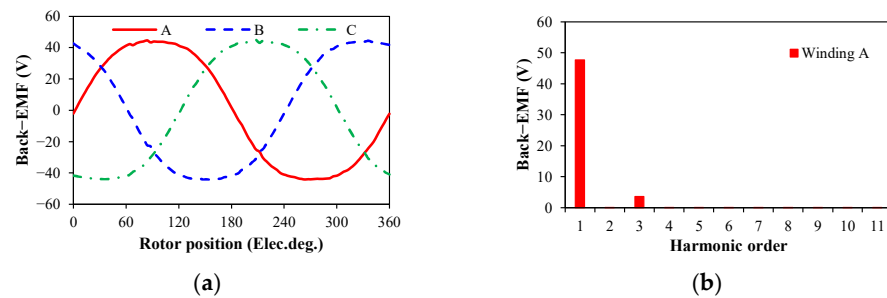 A B C
Back−EMF (V)
60
40
20
0
−20
−40
−60
0 60 120 180 240 300 360
Rotor position (Elec.deg.)
(a)
Winding A
Back−EMF (V)
60
50
40
30
20
10
0
1 2 3 4 5 6 7 8 9 10 11
Harmonic order
(b)